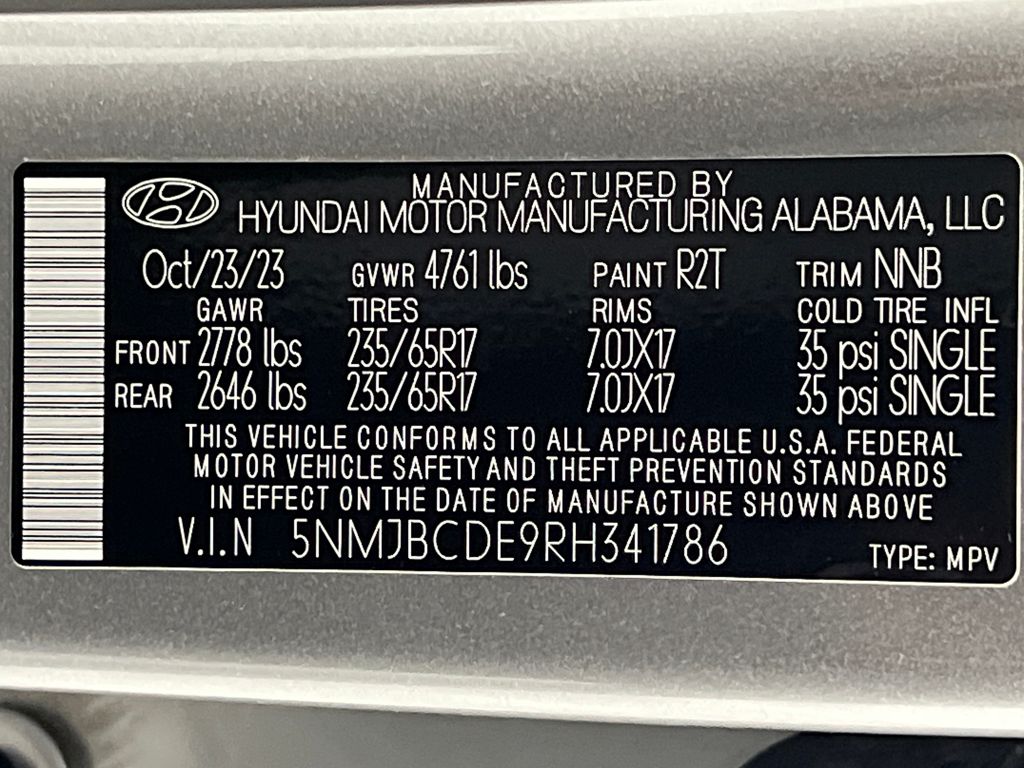 MANUFACTURED BY
HYUNDAI MOTOR MANUFACTURING ALABAMA, LLC
Oct/23/23 GVWR 4761 lbs PAINT R2T TRIM NNB
GAWR TIRES RIMS COLD TIRE INFL
FRONT 2778 lbs 235/65R17 7.0JX17 35 psi SINGLE
REAR 2646 lbs 235/65R17 7.0JX17 35 psi SINGLE
THIS VEHICLE CONFORMS TO ALL APPLICABLE U.S.A. FEDERAL
MOTOR VEHICLE SAFETY AND THEFT PREVENTION STANDARDS
IN EFFECT ON THE DATE OF MANUFACTURE SHOWN ABOVE
V.I.N 5NMJBCDE9RH341786 TYPE: MPV